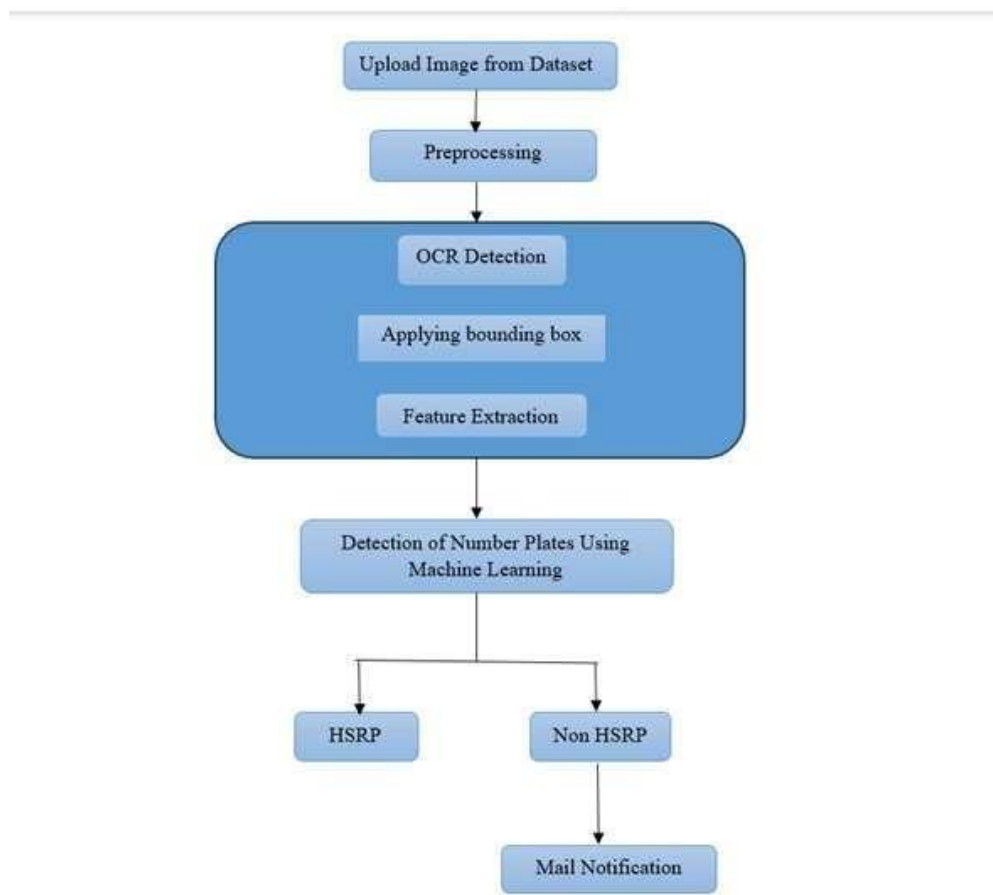 Upload Image from Dataset
Preprocessing
OCR Detection
Applying bounding box
Feature Extraction
Detection of Number Plates Using
Machine Learning
HSRP
Non HSRP
Mail Notification